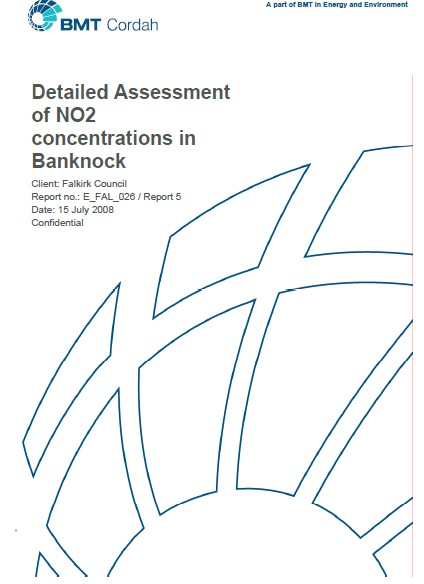 A part of BMT in Energy and Environment
BMT Cordah
Detailed Assessment
of NO2
concentrations in
Banknock
Client: Falkirk Council
Report no.: E_FAL_026 / Report 5
Date: 15 July 2008
Confidential